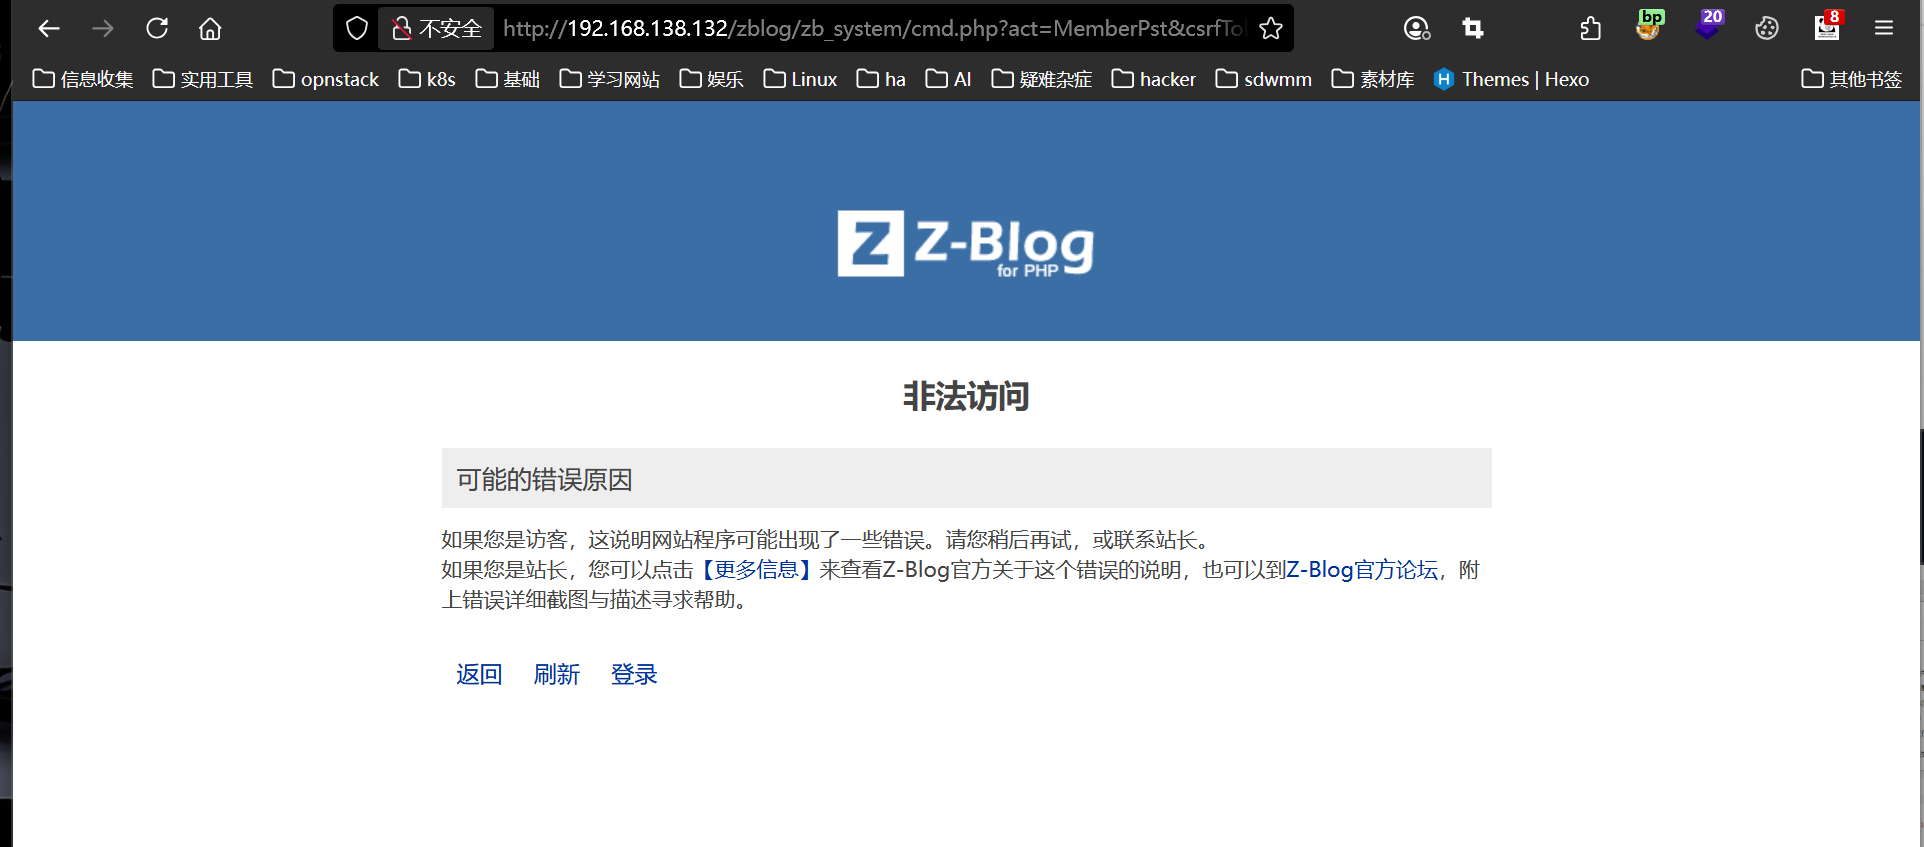 不安全 http://192.168.138.132/zblog/zb_system/cmd.php?act=MemberPst&csrfTo
bp 20 8
信息收集 实用工具 opnstack k8s 基础 学习网站 娱乐 Linux ha AI 疑难杂症 hacker sdwmm 素材库 H Themes | Hexo 其他书签
Z Z-Blog
for PHP
非法访问
可能的错误原因
如果您是访客，这说明网站程序可能出现了一些错误。请您稍后再试，或联系站长。
如果您是站长，您可以点击【更多信息】来查看Z-Blog官方关于这个错误的说明，也可以到Z-Blog官方论坛，附
上错误详细截图与描述寻求帮助。
返回 刷新 登录